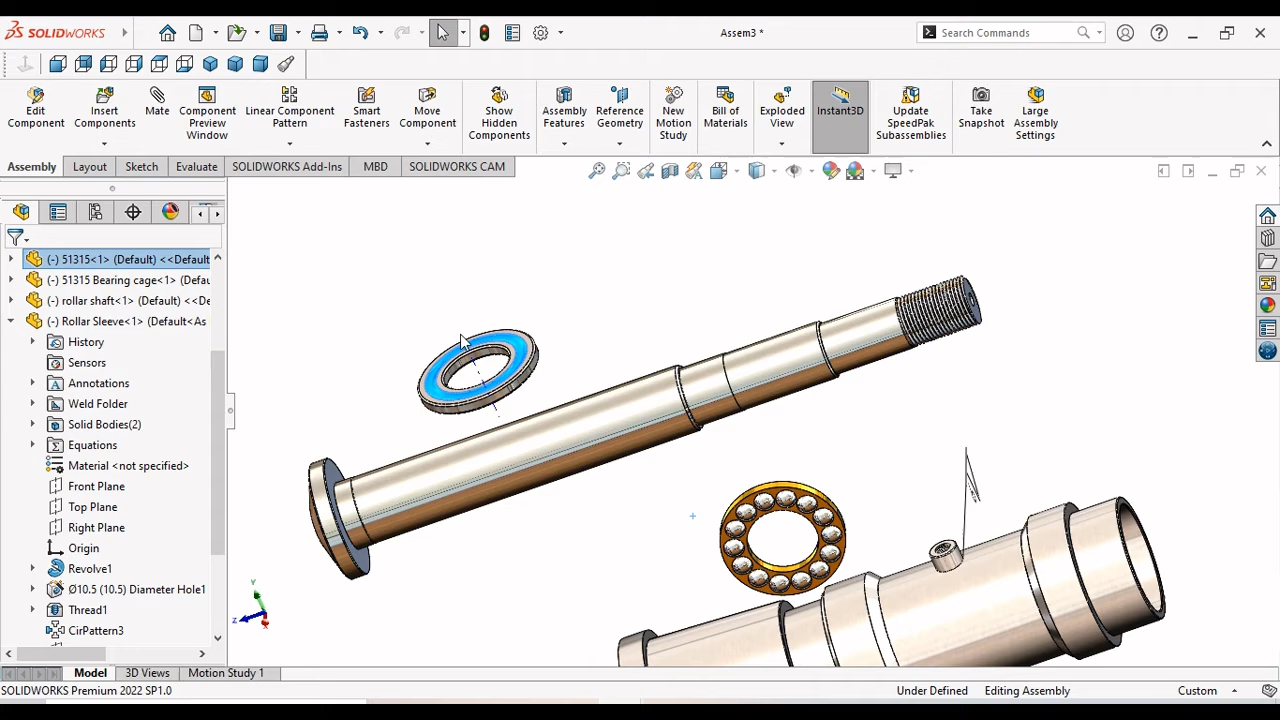 SOLIDWORKS
Assem3 *
Search Commands
Edit Component
Insert Components
Mate
Component Preview Window
Linear Component Pattern
Smart Fasteners
Move Component
Show Hidden Components
Assembly Features
Reference Geometry
New Motion Study
Bill of Materials
Exploded View
Instant3D
Update SpeedPak Subassemblies
Take Snapshot
Large Assembly Settings
Assembly Layout Sketch Evaluate SOLIDWORKS Add-Ins MBD SOLIDWORKS CAM
(-) 51315<1> (Default) <<Default
(-) 51315 Bearing cage<1> (Defau
(-) rollar shaft<1> (Default) <<De
(-) Rollar Sleeve<1> (Default<As
History
Sensors
Annotations
Weld Folder
Solid Bodies(2)
Equations
Material <not specified>
Front Plane
Top Plane
Right Plane
Origin
Revolve1
Ø10.5 (10.5) Diameter Hole1
Thread1
CirPattern3
Y
Z
X
Model 3D Views Motion Study 1
SOLIDWORKS Premium 2022 SP1.0 Under Defined Editing Assembly Custom